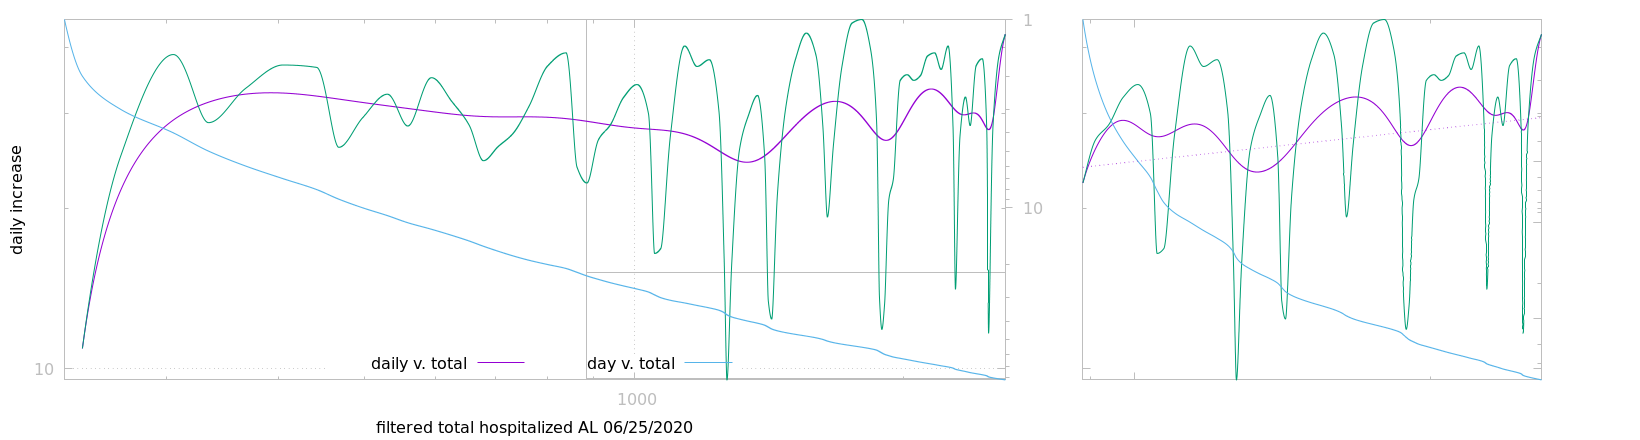 1
daily increase
10
daily v. total
day v. total
10
1000
filtered total hospitalized AL 06/25/2020